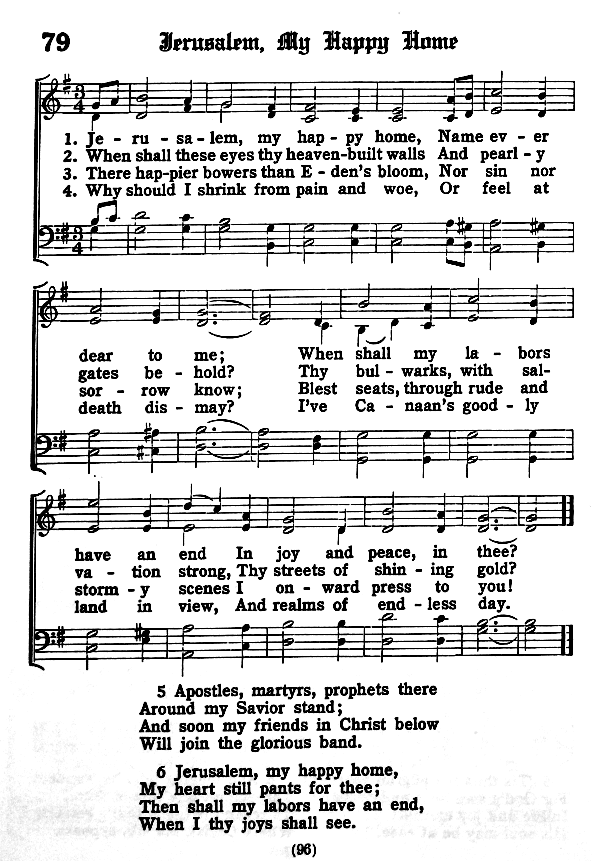 79 Jerusalem, My Happy Home
1. Je - ru - sa - lem, my hap - py home, Name ev - er
2. When shall these eyes thy heaven-built walls And pearl - y
3. There hap-pier bowers than E - den's bloom, Nor sin nor
4. Why should I shrink from pain and woe, Or feel at
dear to me; When shall my la - bors
gates be - hold? Thy bul - warks, with sal-
sor - row know; Blest seats, through rude and
death dis - may? I've Ca - naan's good - ly
have an end In joy and peace, in thee?
va - tion strong, Thy streets of shin - ing gold?
storm - y scenes I on - ward press to you!
land in view, And realms of end - less day.
5 Apostles, martyrs, prophets there
Around my Savior stand;
And soon my friends in Christ below
Will join the glorious band.
6 Jerusalem, my happy home,
My heart still pants for thee;
Then shall my labors have an end,
When I thy joys shall see.
(96)